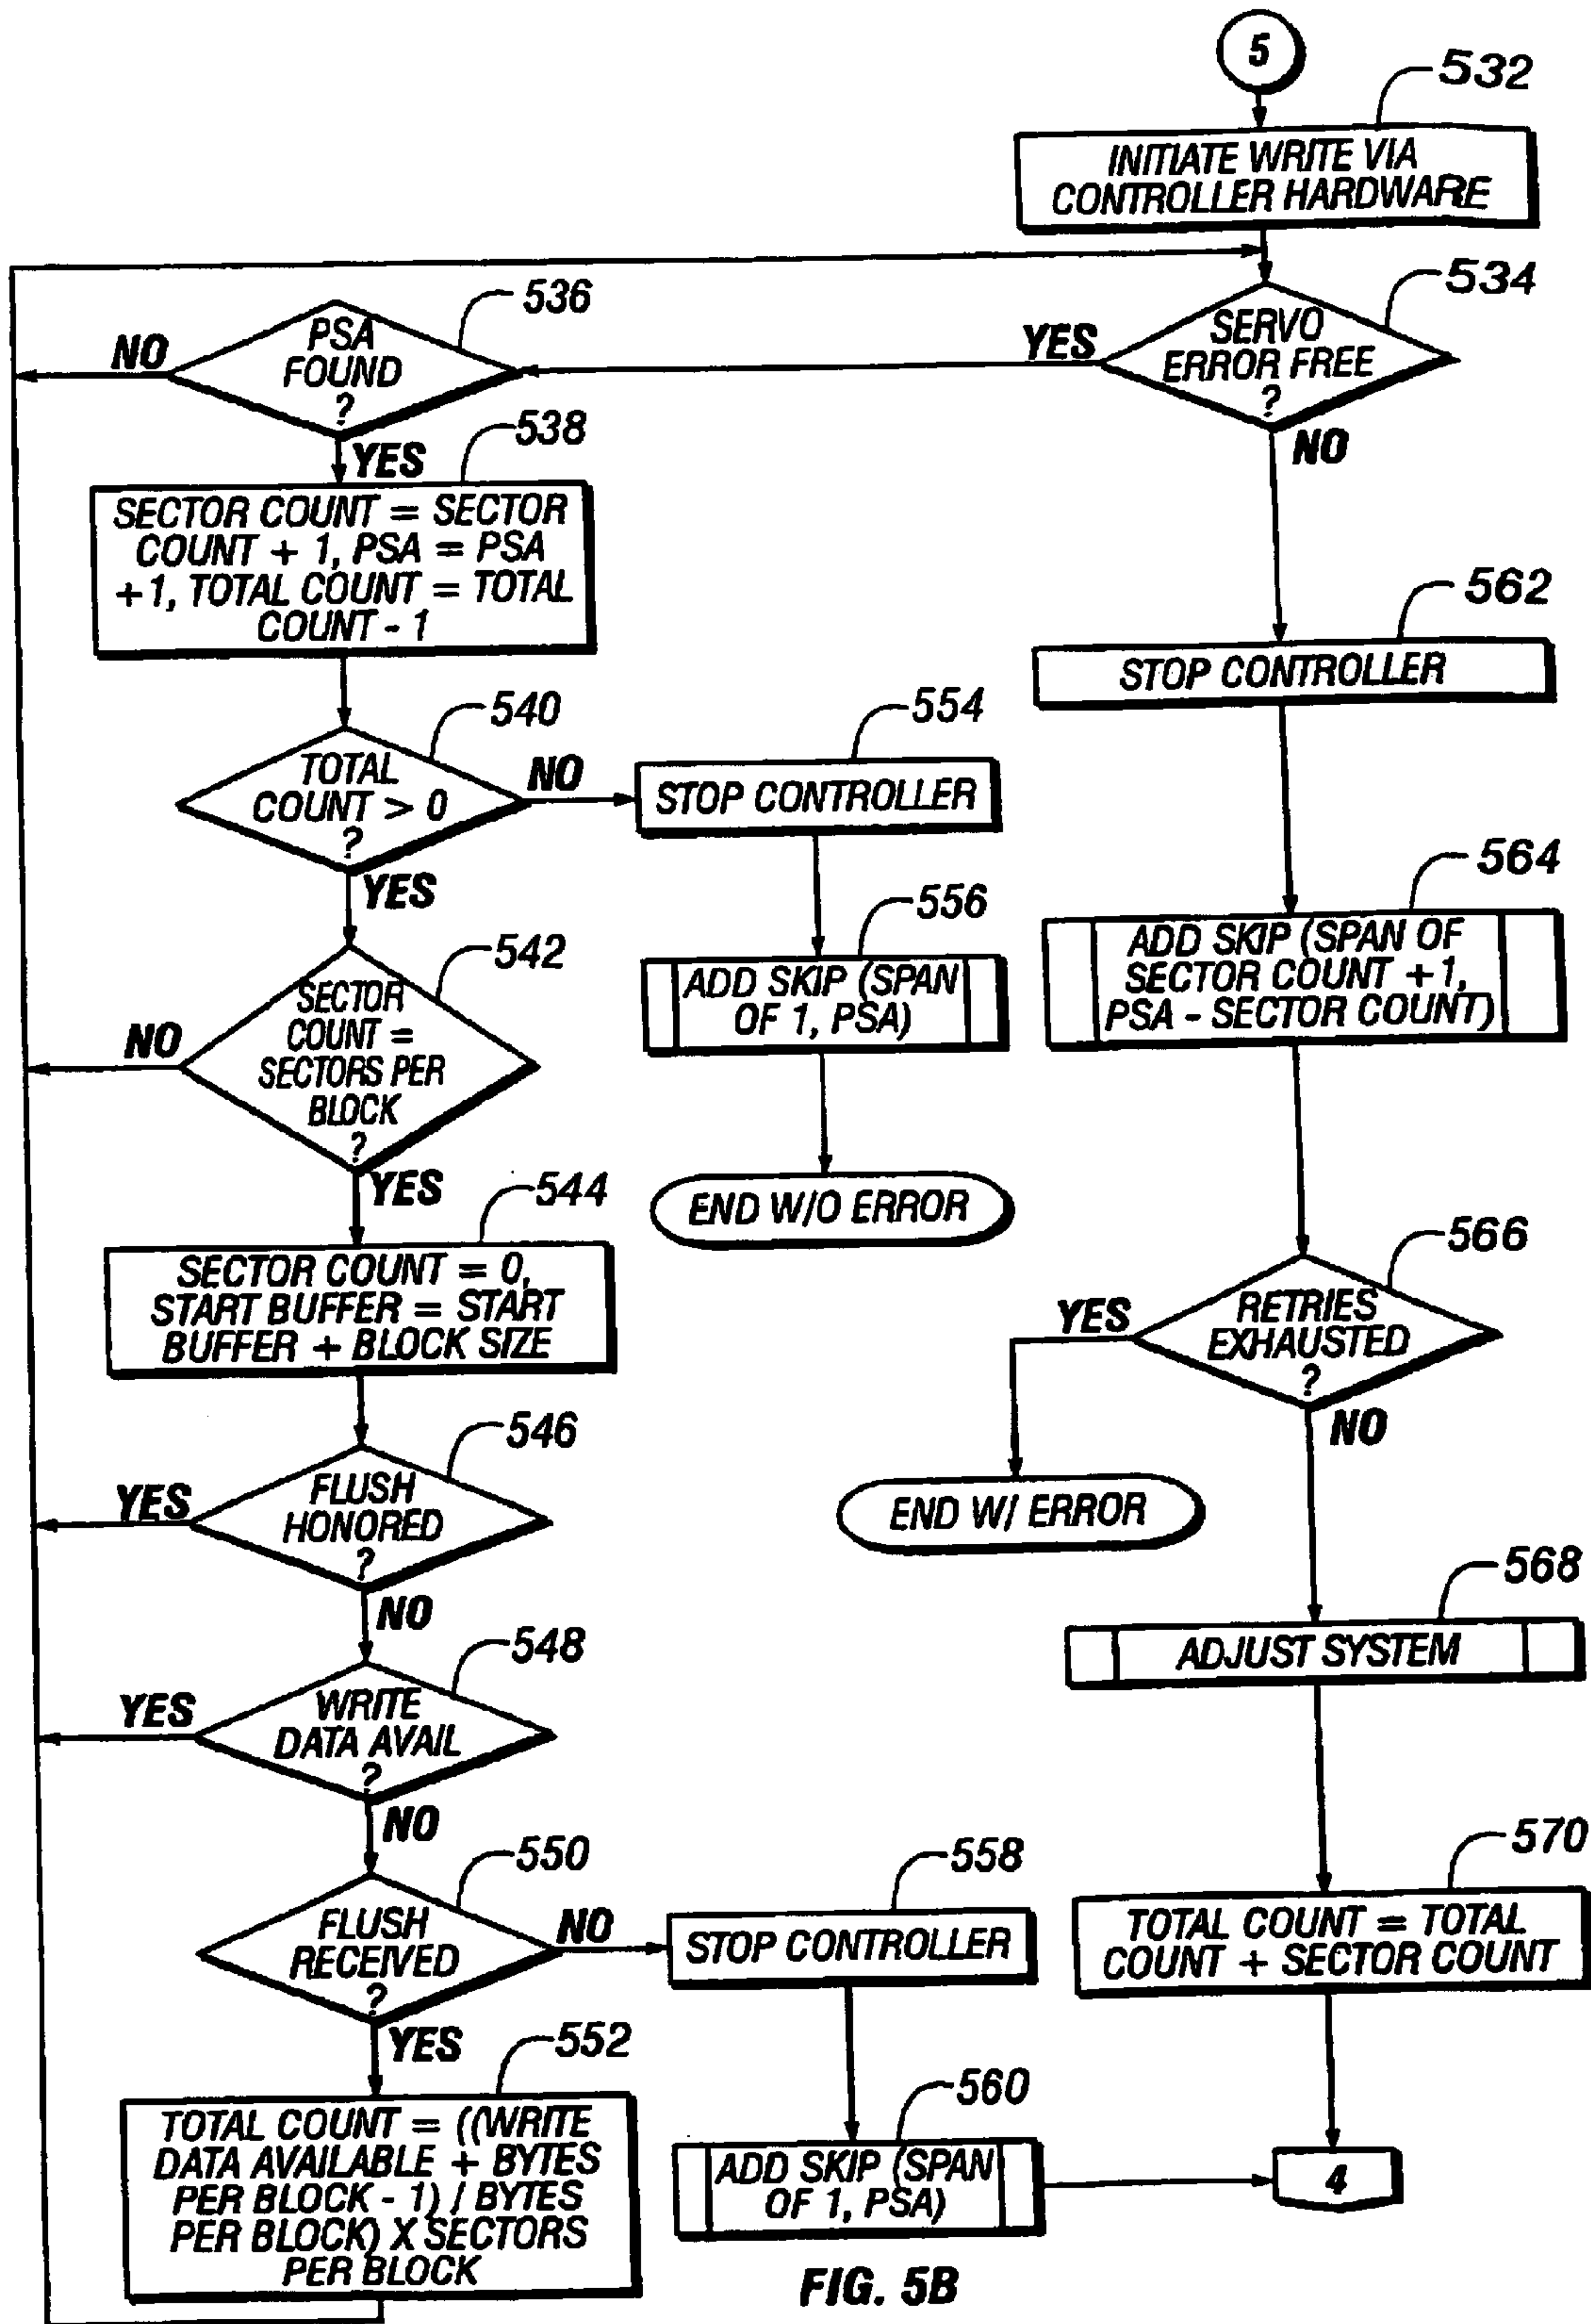 5
532
INITIATE WRITE VIA
CONTROLLER HARDWARE
534
SERVO
ERROR FREE
?
YES
NO
536
PSA
FOUND
?
NO
YES
538
SECTOR COUNT = SECTOR
COUNT + 1, PSA = PSA
+1, TOTAL COUNT = TOTAL
COUNT - 1
540
TOTAL
COUNT > 0
?
NO
YES
554
STOP CONTROLLER
556
ADD SKIP (SPAN
OF 1, PSA)
END W/O ERROR
542
SECTOR
COUNT =
SECTORS PER
BLOCK
?
NO
YES
544
SECTOR COUNT = 0,
START BUFFER = START
BUFFER + BLOCK SIZE
546
FLUSH
HONORED
?
YES
NO
548
WRITE
DATA AVAIL
?
YES
NO
550
FLUSH
RECEIVED
?
NO
YES
552
TOTAL COUNT = ((WRITE
DATA AVAILABLE + BYTES
PER BLOCK - 1) / BYTES
PER BLOCK) X SECTORS
PER BLOCK
558
STOP CONTROLLER
560
ADD SKIP (SPAN
OF 1, PSA)
562
STOP CONTROLLER
564
ADD SKIP (SPAN OF
SECTOR COUNT +1,
PSA - SECTOR COUNT)
566
RETRIES
EXHAUSTED
?
YES
NO
END W/ ERROR
568
ADJUST SYSTEM
570
TOTAL COUNT = TOTAL
COUNT + SECTOR COUNT
4
FIG. 5B